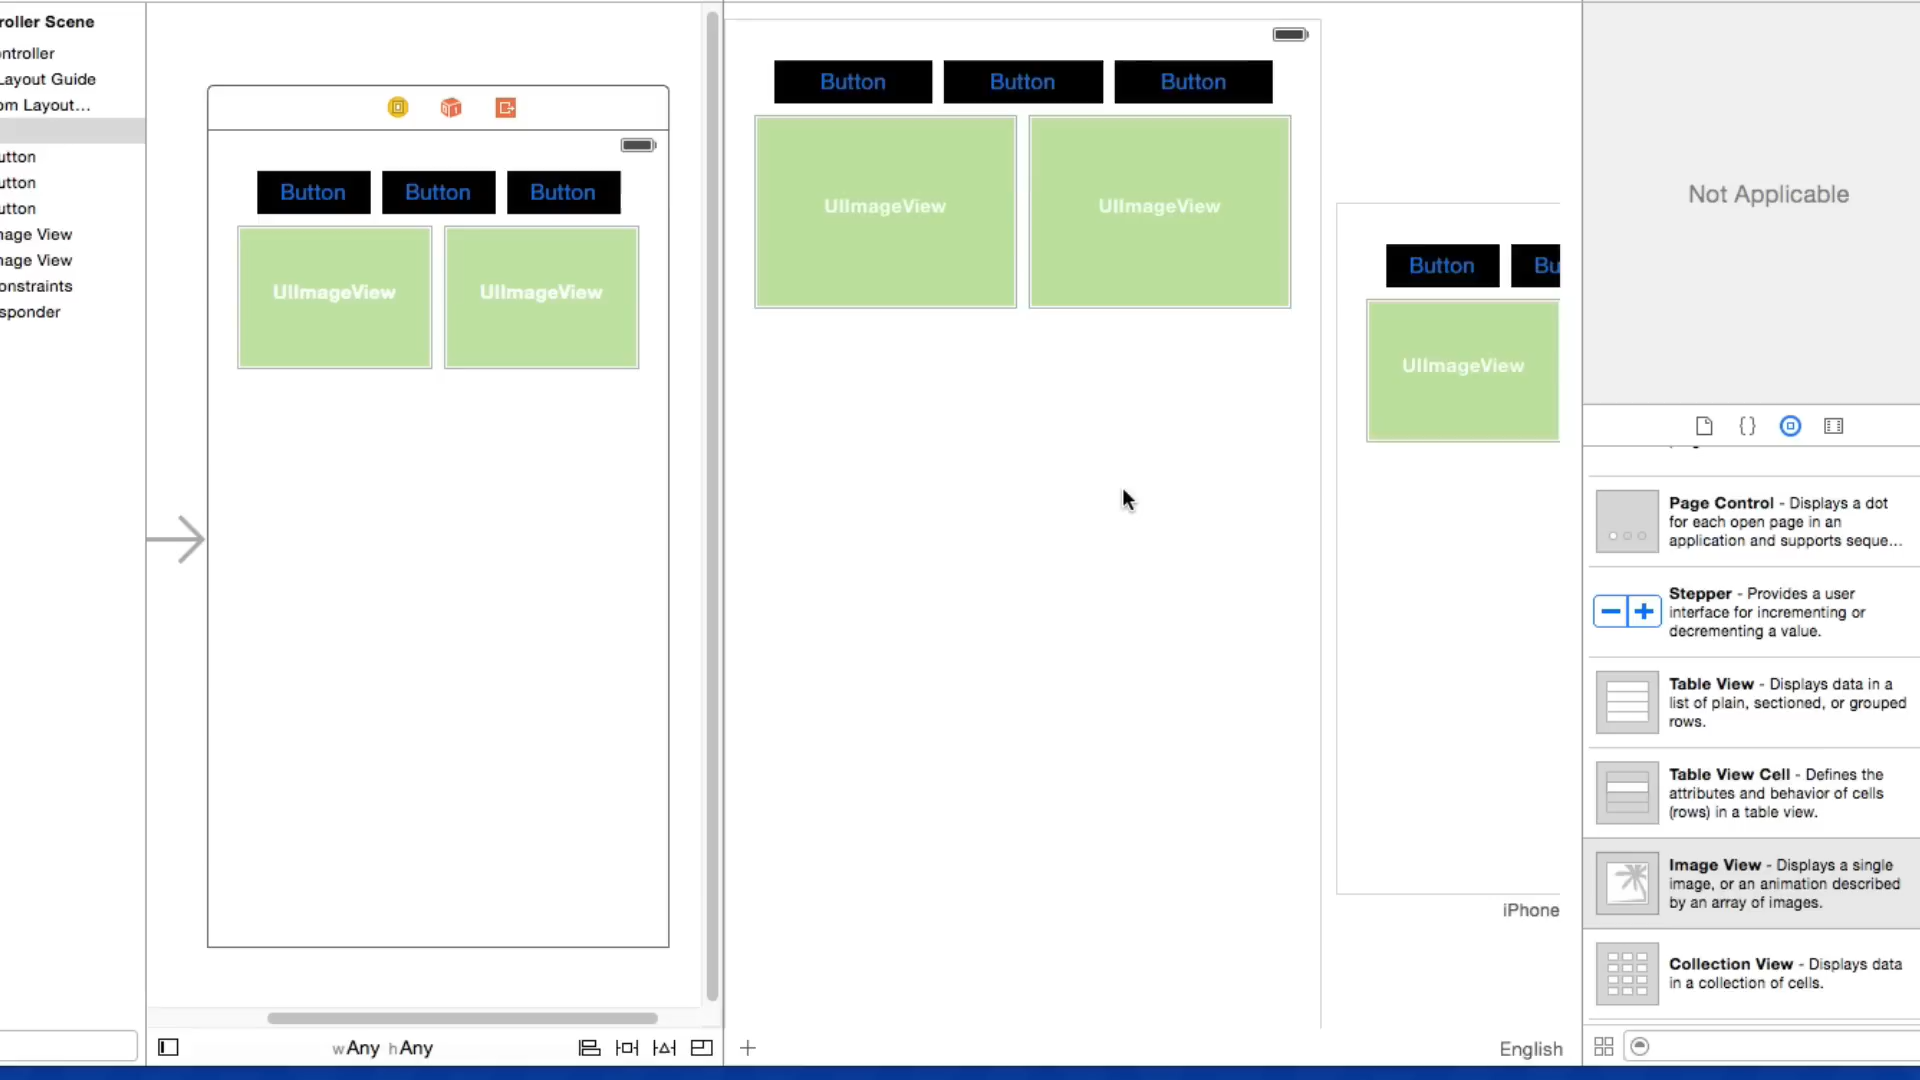 roller Scene
ntroller
Layout Guide
om Layout...
utton
utton
utton
nage View
nage View
onstraints
sponder
Button Button Button
UIImageView UIImageView
wAny hAny
Button Button Button
UIImageView UIImageView
Button Bu
UIImageView
iPhone
English
Not Applicable
Page Control - Displays a dot
for each open page in an
application and supports seque...
Stepper - Provides a user
interface for incrementing or
decrementing a value.
Table View - Displays data in a
list of plain, sectioned, or grouped
rows.
Table View Cell - Defines the
attributes and behavior of cells
(rows) in a table view.
Image View - Displays a single
image, or an animation described
by an array of images.
Collection View - Displays data
in a collection of cells.